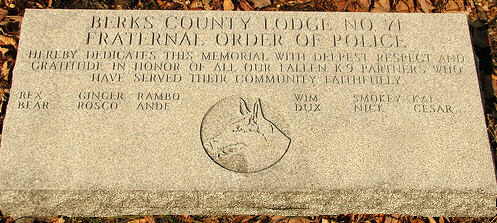 BERKS COUNTY LODGE NO. 71
FRATERNAL ORDER OF POLICE
HEREBY DEDICATES THIS MEMORIAL WITH DEEPEST RESPECT AND
GRATITUDE IN HONOR OF ALL OUR FALLEN K-9 PARTNERS WHO
HAVE SERVED THEIR COMMUNITY FAITHFULLY.
REX GINGER RAMBO WIM SMOKEY KAI
BEAR ROSCO ANDE DUX NICK CESAR